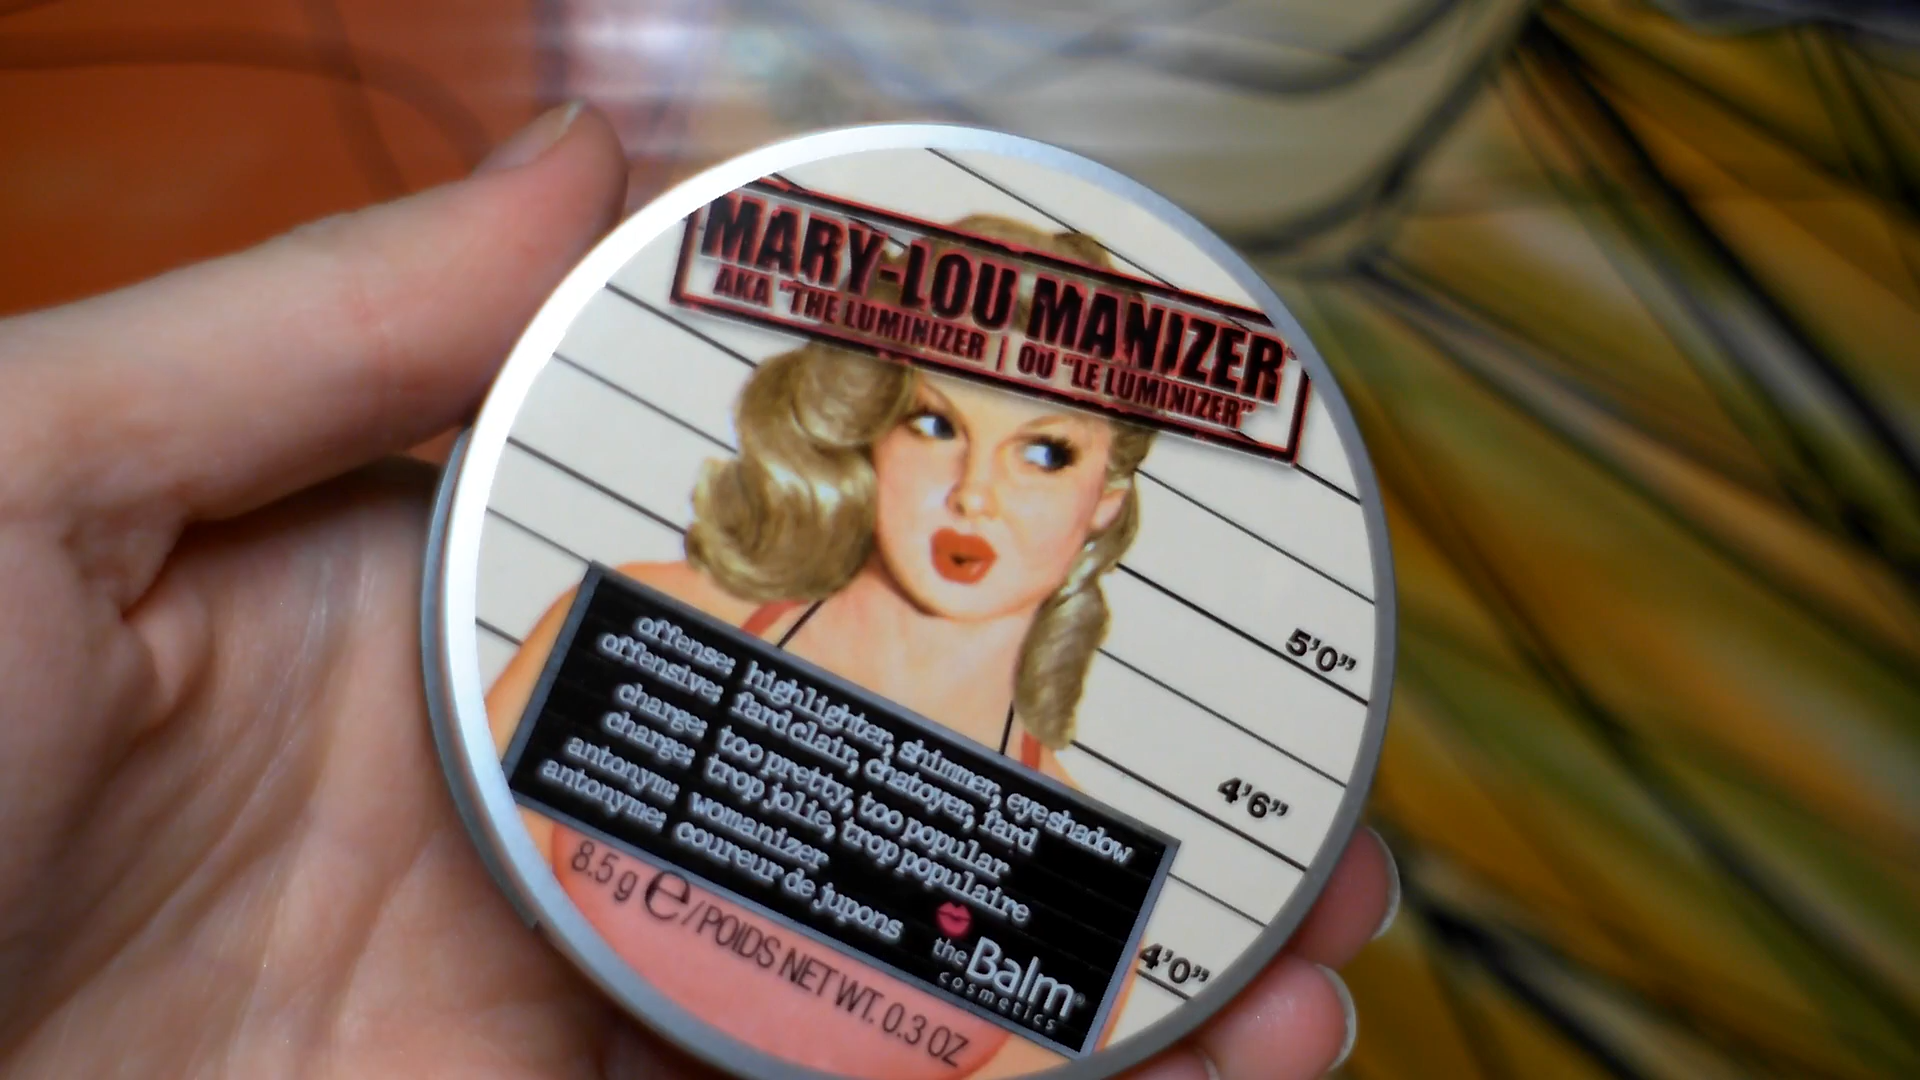 MARY-LOU MANIZER®
AKA "THE LUMINIZER | OU "LE LUMINIZER"
5'0"
4'6"
4'0"
offense: highlighter, shimmer, eyeshadow
offensive: fard clair, chatoyer, fard
charge: too pretty, too popular
charge: trop jolie, trop populaire
antonym: womanizer
antonyme: coureur de jupons
theBalm®
cosmetics
8.5 g ℮ / POIDS NET WT. 0.3 OZ